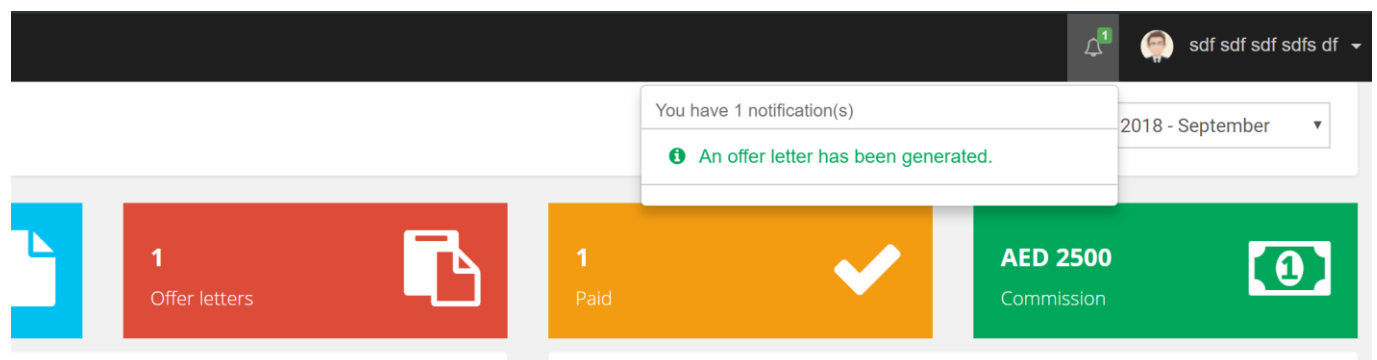 1
sdf sdf sdf sdfs df
You have 1 notification(s)
2018 - September
An offer letter has been generated.
1
Offer letters
1
Paid
AED 2500
Commission
1